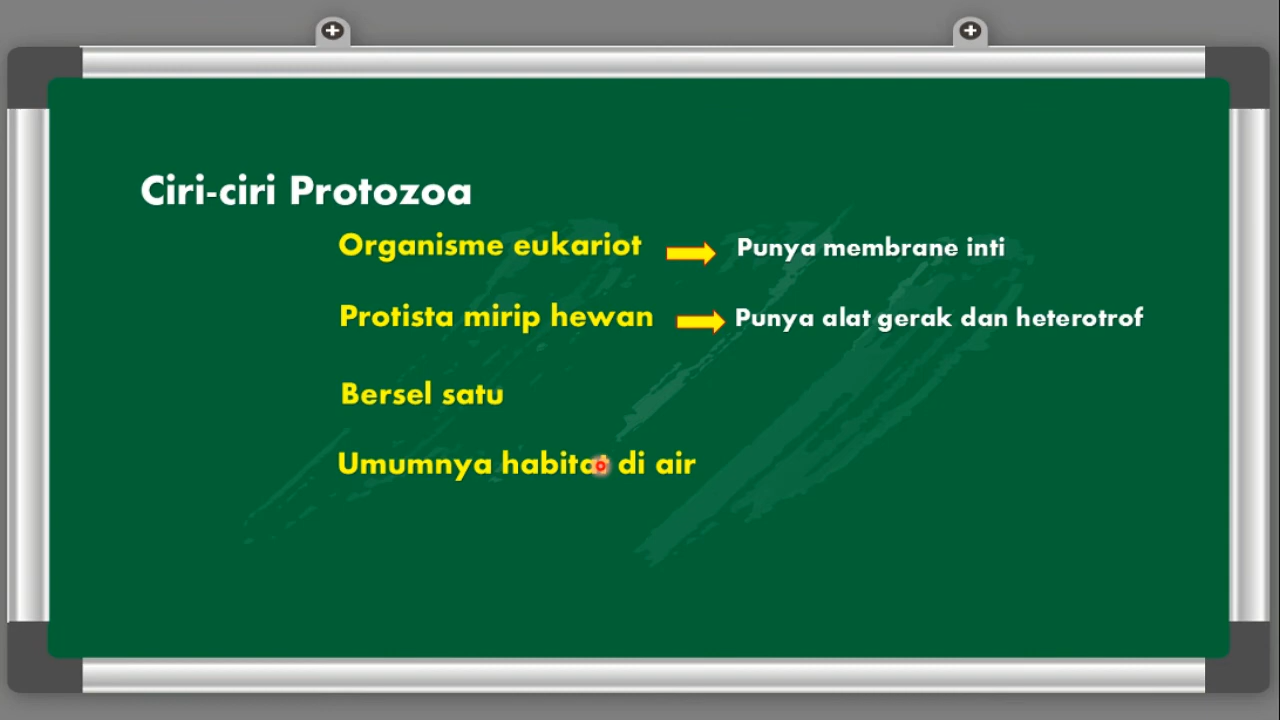 Ciri-ciri Protozoa
Organisme eukariot Punya membrane inti
Protista mirip hewan Punya alat gerak dan heterotrof
Bersel satu
Umumnya habitat di air